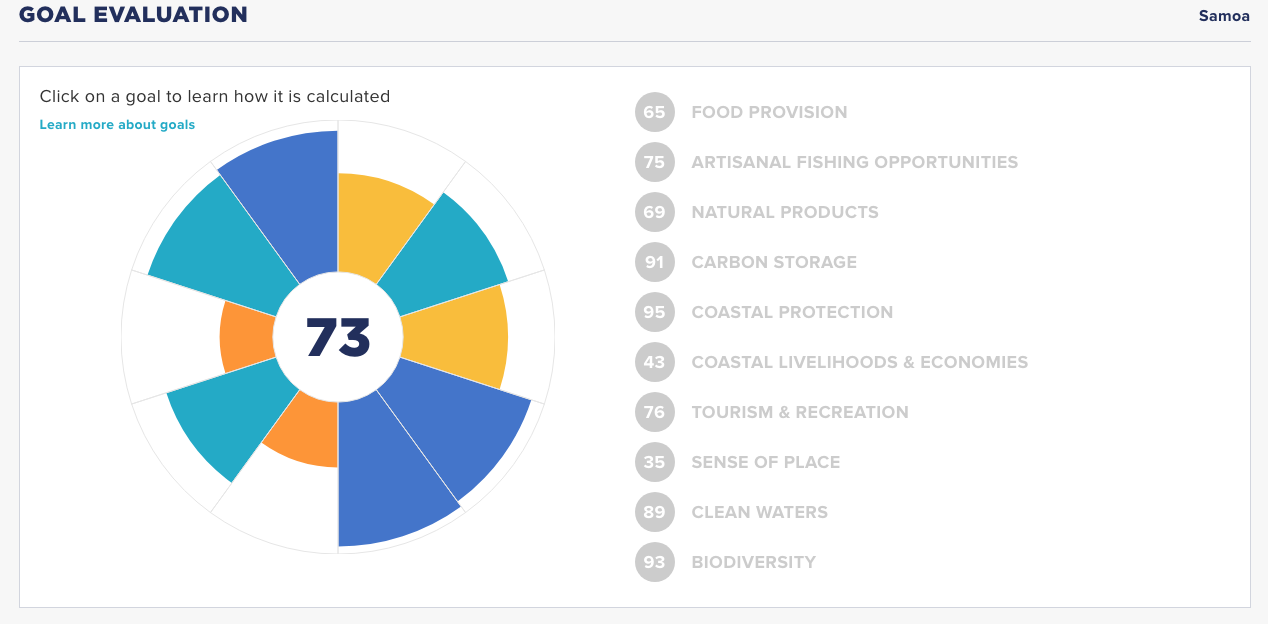 GOAL EVALUATION
Samoa
Click on a goal to learn how it is calculated
Learn more about goals
73
65 FOOD PROVISION
75 ARTISANAL FISHING OPPORTUNITIES
69 NATURAL PRODUCTS
91 CARBON STORAGE
95 COASTAL PROTECTION
43 COASTAL LIVELIHOODS & ECONOMIES
76 TOURISM & RECREATION
35 SENSE OF PLACE
89 CLEAN WATERS
93 BIODIVERSITY